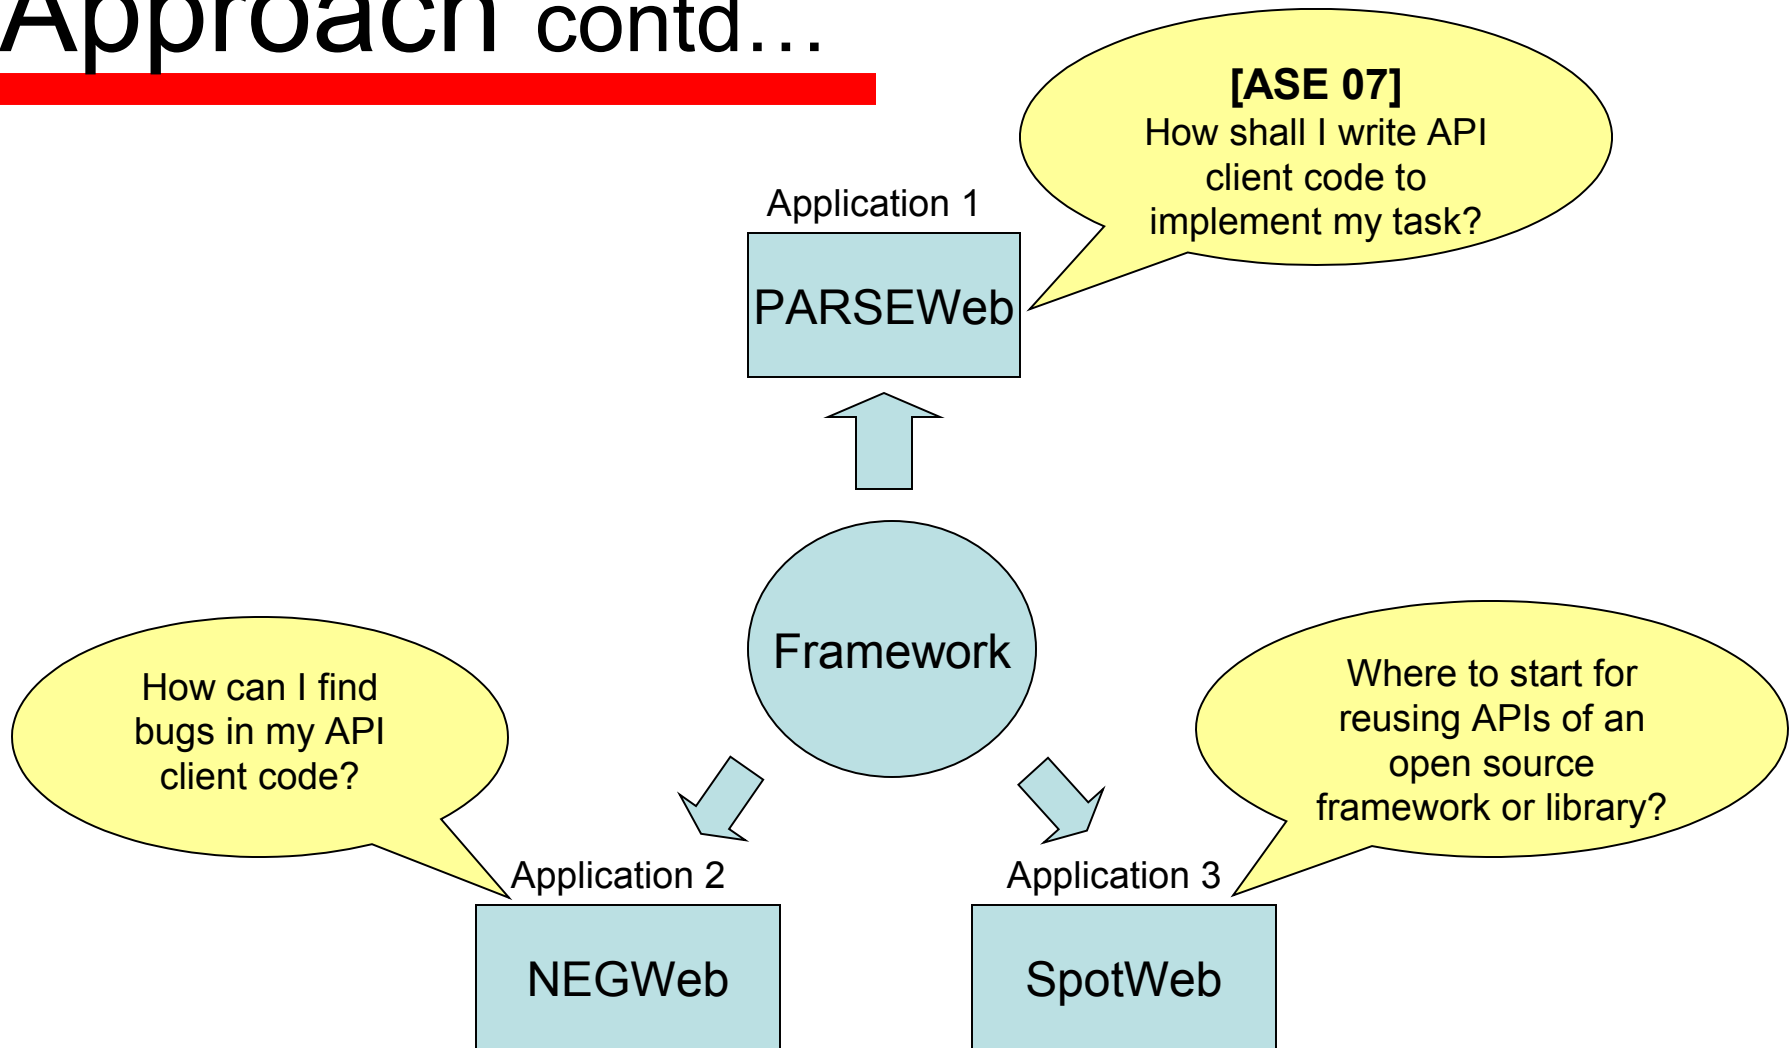 Approach contd...
[ASE 07]
How shall I write API
client code to
implement my task?
Application 1
PARSEWeb
Framework
How can I find
bugs in my API
client code?
Where to start for
reusing APIs of an
open source
framework or library?
Application 2
NEGWeb
Application 3
SpotWeb